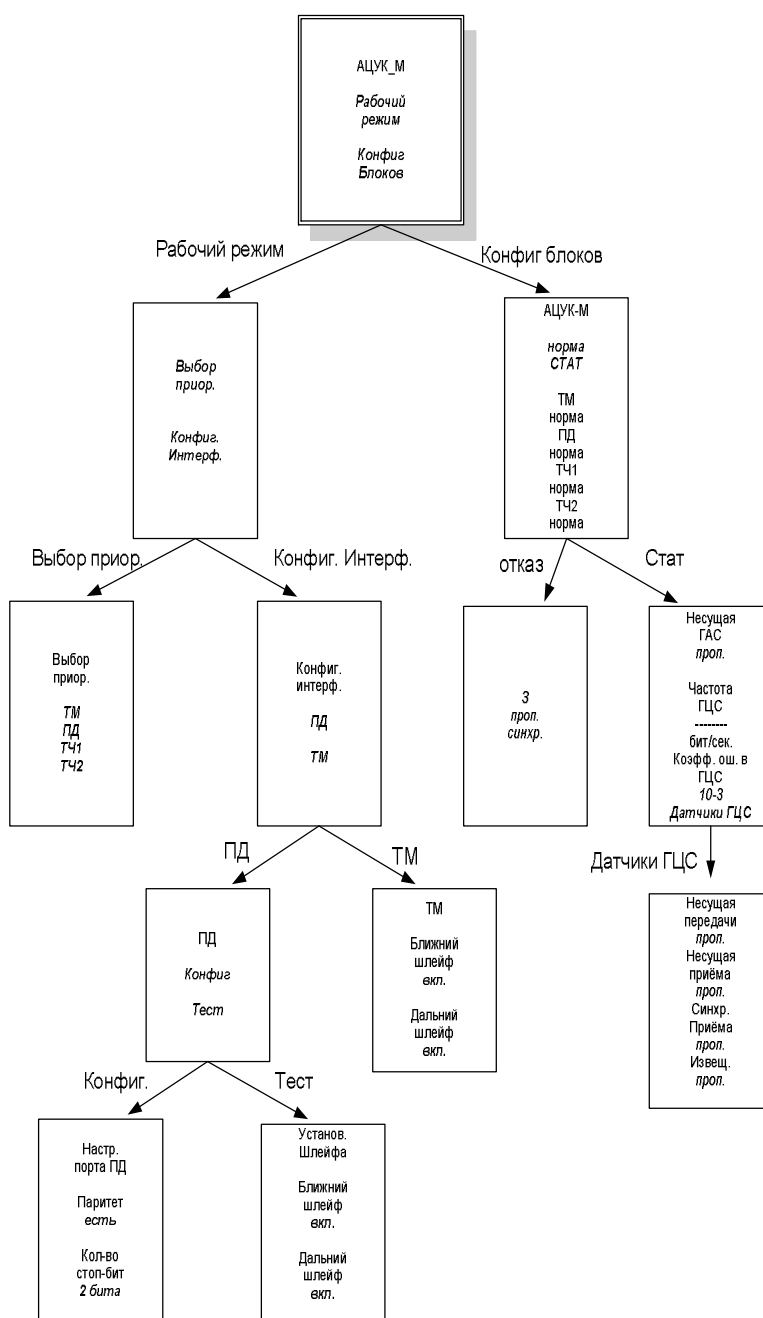 АЦУК_М
Рабочий
режим
Конфиг
Блоков
Рабочий режим
Конфиг блоков
Выбор
приор.
Конфиг.
Интерф.
АЦУК-М
норма
СТАТ
ТМ
норма
ПД
норма
ТЧ1
норма
ТЧ2
норма
Выбор приор.
Конфиг. Интерф.
отказ
Стат
Выбор
приор.
ТМ
ПД
ТЧ1
ТЧ2
Конфиг.
интерф.
ПД
ТМ
3
проп.
синхр.
Несущая
ГАС
проп.
Частота
ГЦС
--------
бит/сек.
Коэфф. ош. в
ГЦС
10-3
Датчики ГЦС
ПД
ТМ
Датчики ГЦС
ПД
Конфиг
Тест
ТМ
Ближний
шлейф
вкл.
Дальний
шлейф
вкл.
Несущая
передачи
проп.
Несущая
приёма
проп.
Синхр.
Приёма
проп.
Извещ.
проп.
Конфиг.
Тест
Настр.
порта ПД
Паритет
есть
Кол-во
стоп-бит
2 бита
Установ.
Шлейфа
Ближний
шлейф
вкл.
Дальний
шлейф
вкл.